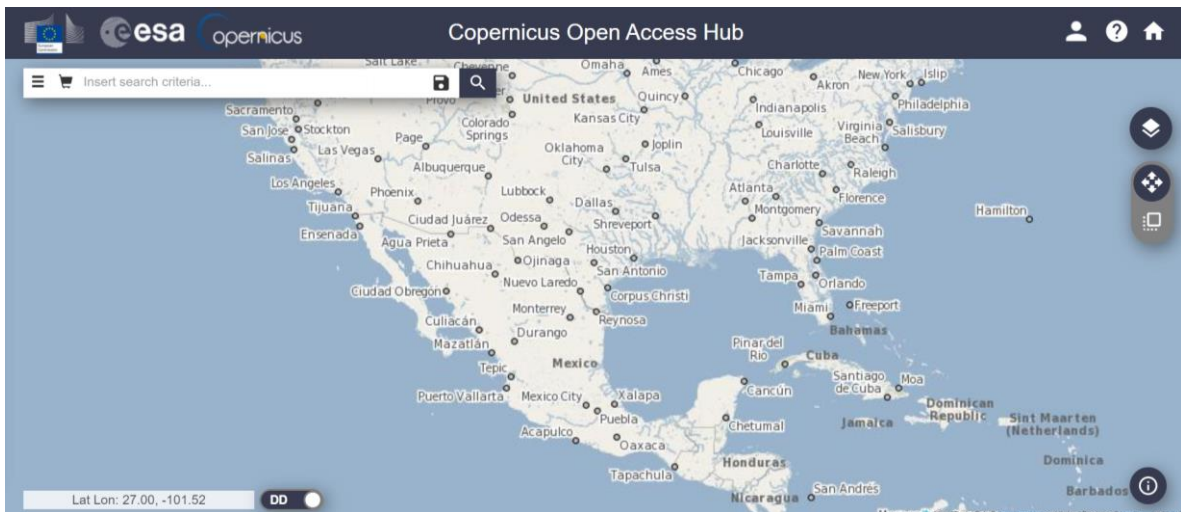 esa
opernicus
Copernicus Open Access Hub
Insert search criteria...
Cheyenne
Omaha
Ames
Chicago
Akron
New York
Islip
Provo
United States
Quincy
Indianapolis
Philadelphia
Sacramento
Colorado
Springs
Kansas City
San Jose
Stockton
Page
Joplin
Louisville
Virginia
Beach
Salisbury
Salinas
Las Vegas
Albuquerque
Oklahoma
City
Tulsa
Charlotte
Raleigh
Los Angeles
Phoenix
Lubbock
Dallas
Atlanta
Florence
Tijuana
Ciudad Juárez
Odessa
Shreveport
Montgomery
Hamilton
Ensenada
Agua Prieta
San Angelo
Houston
Jacksonville
Savannah
Palm Coast
Chihuahua
Ojinaga
San Antonio
Tampa
Orlando
Ciudad Obregón
Nuevo Laredo
Corpus Christi
Monterrey
Reynosa
Miami
Freeport
Culiacán
Durango
Bahamas
Mazatlán
Pinar del
Rio
Cuba
Tepic
Mexico
Santiago
de Cuba
Moa
Puerto Vallarta
Mexico City
Xalapa
Cancún
Dominican
Republic
Puebla
Chetumal
Jamaica
Sint Maarten
(Netherlands)
Acapulco
Oaxaca
Tapachula
Honduras
Dominica
Nicaragua
San Andrés
Barbados
Lat Lon: 27.00, -101.52
DD